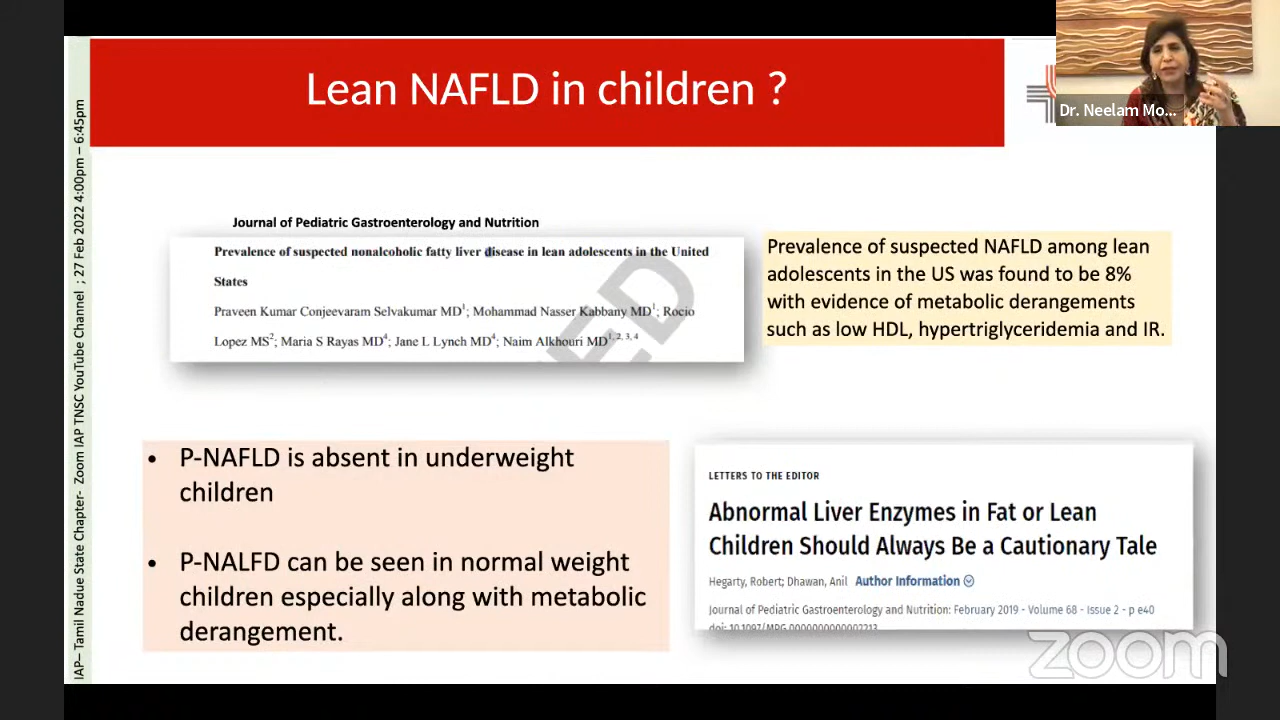 Lean NAFLD in children ?
Dr. Neelam Mo...
IAP– Tamil Nadue State Chapter- Zoom IAP TNSC YouTube Channel ; 27 Feb 2022 4:00pm – 6:45pm
Journal of Pediatric Gastroenterology and Nutrition
Prevalence of suspected nonalcoholic fatty liver disease in lean adolescents in the United
States
Praveen Kumar Conjeevaram Selvakumar MD1; Mohammad Nasser Kabbany MD1; Rocio
Lopez MS2; Maria S Rayas MD4; Jane L Lynch MD4; Naim Alkhouri MD1, 2, 3, 4
Prevalence of suspected NAFLD among lean
adolescents in the US was found to be 8%
with evidence of metabolic derangements
such as low HDL, hypertriglyceridemia and IR.
• P-NAFLD is absent in underweight
children
• P-NALFD can be seen in normal weight
children especially along with metabolic
derangement.
LETTERS TO THE EDITOR
Abnormal Liver Enzymes in Fat or Lean
Children Should Always Be a Cautionary Tale
Hegarty, Robert; Dhawan, Anil Author Information
Journal of Pediatric Gastroenterology and Nutrition: February 2019 - Volume 68 - Issue 2 - p e40
doi: 10.1097/MPG.0000000000002213
zoom